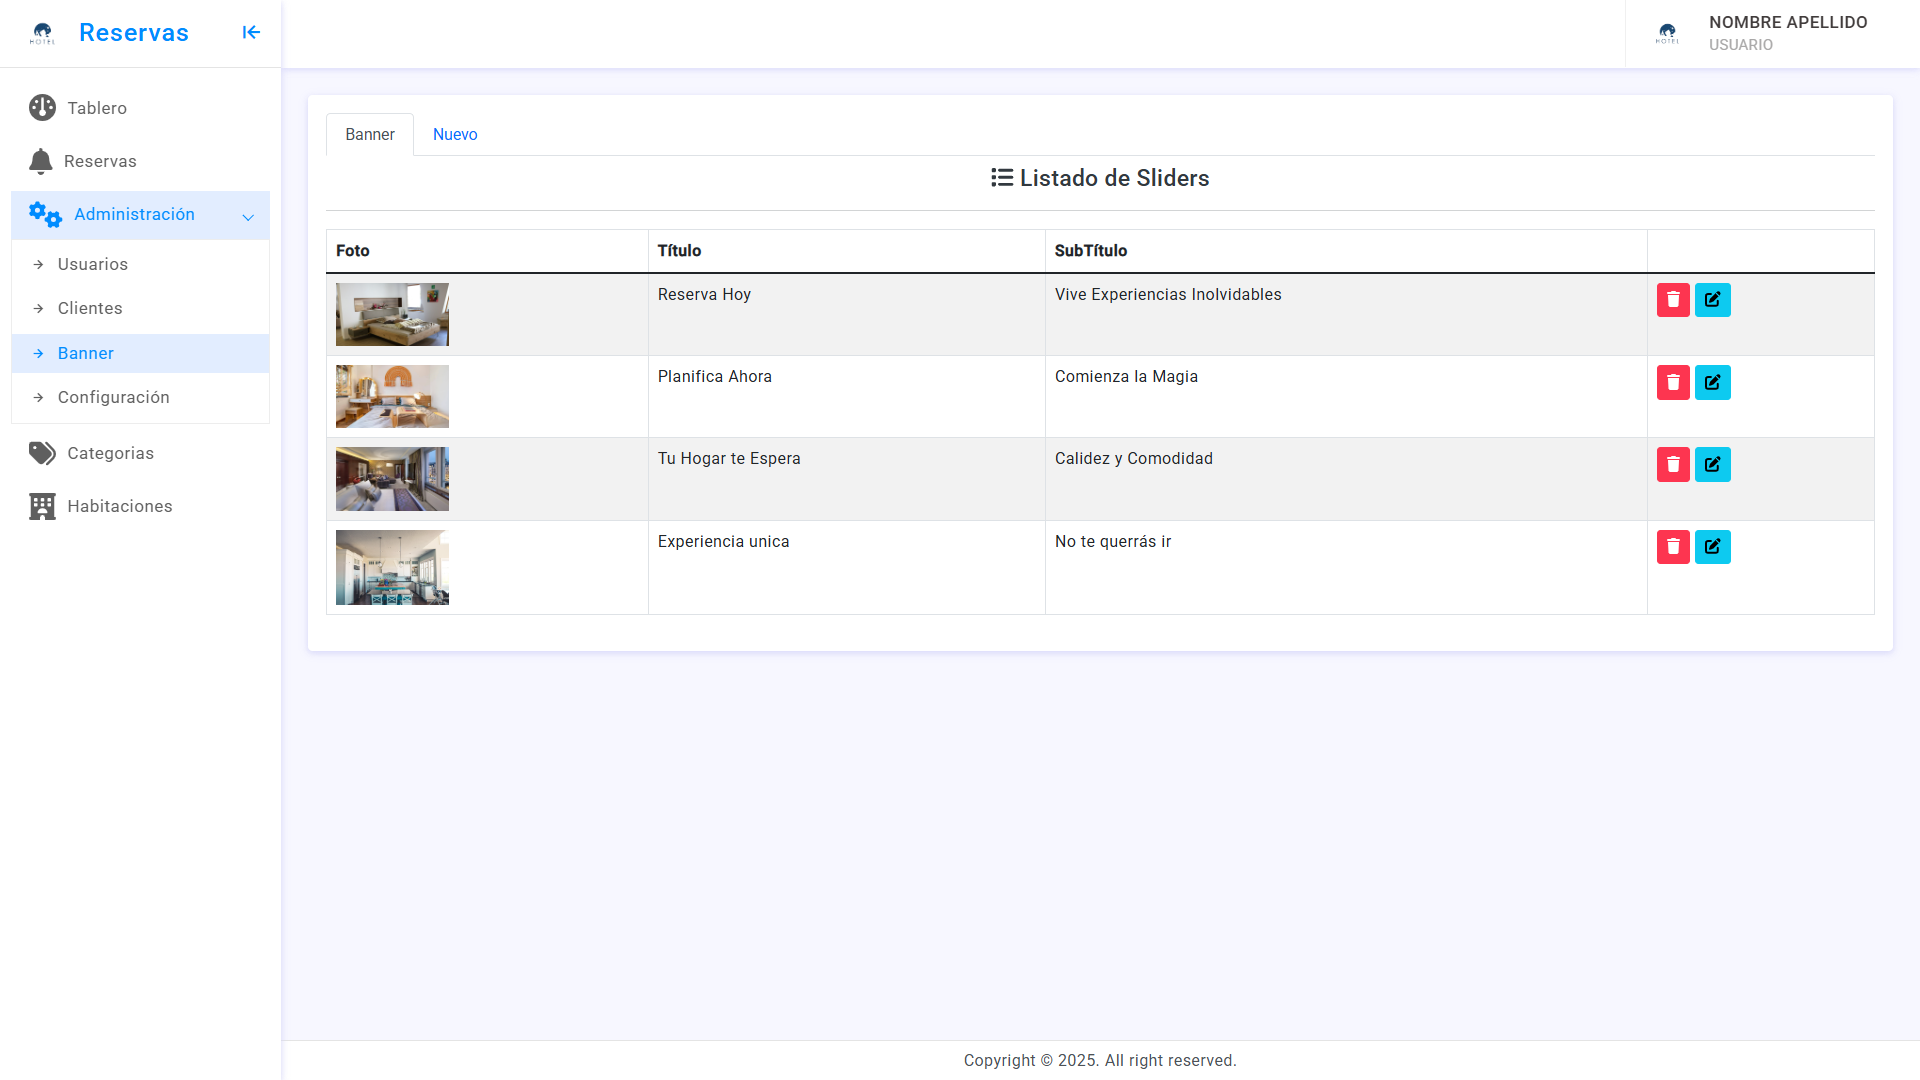 HOTEL
Reservas
HOTEL
NOMBRE APELLIDO
USUARIO
Tablero
Reservas
Administración
Usuarios
Clientes
Banner
Configuración
Categorias
Habitaciones
Banner Nuevo
Listado de Sliders
Foto Título SubTítulo
Reserva Hoy Vive Experiencias Inolvidables
Planifica Ahora Comienza la Magia
Tu Hogar te Espera Calidez y Comodidad
Experiencia unica No te querrás ir
Copyright © 2025. All right reserved.